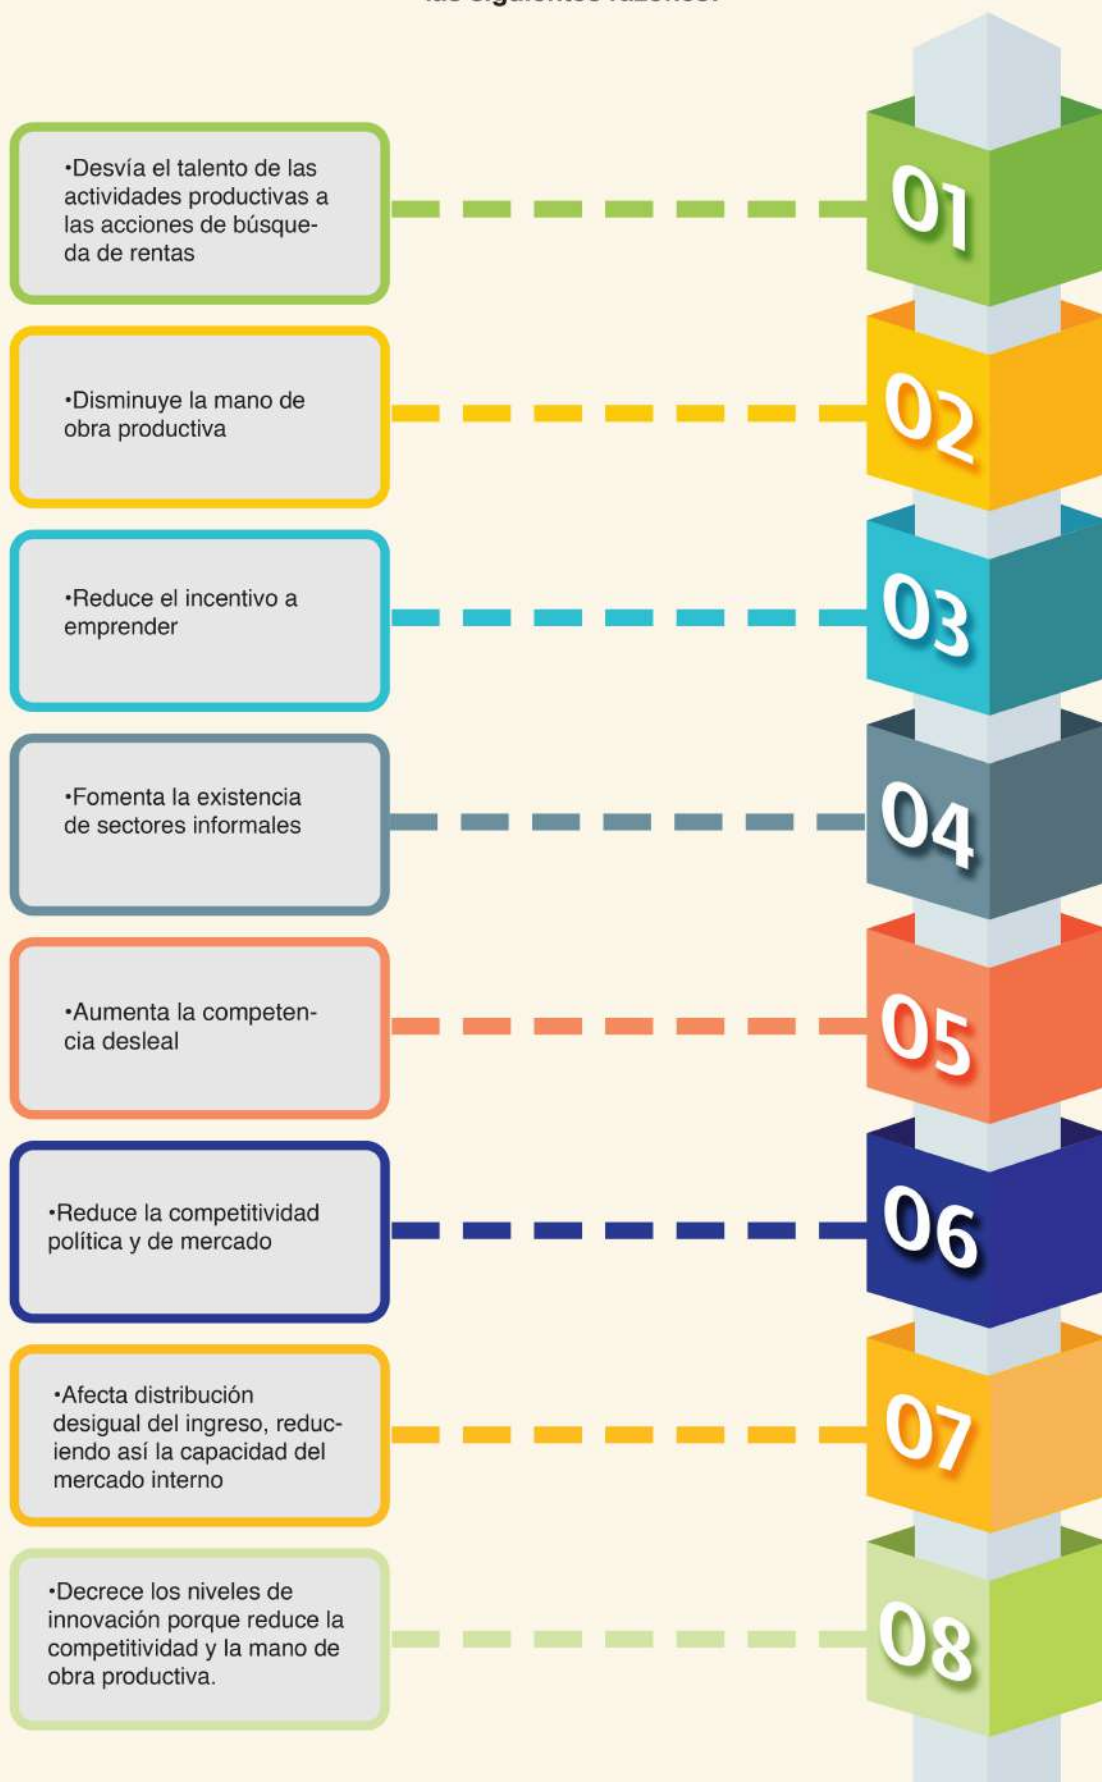 las siguientes razones:
•Desvía el talento de las
actividades productivas a
las acciones de búsque-
da de rentas
01
•Disminuye la mano de
obra productiva
02
•Reduce el incentivo a
emprender
03
•Fomenta la existencia
de sectores informales
04
•Aumenta la competen-
cia desleal
05
•Reduce la competitividad
política y de mercado
06
•Afecta distribución
desigual del ingreso, reduc-
iendo así la capacidad del
mercado interno
07
•Decrece los niveles de
innovación porque reduce la
competitividad y la mano de
obra productiva.
08